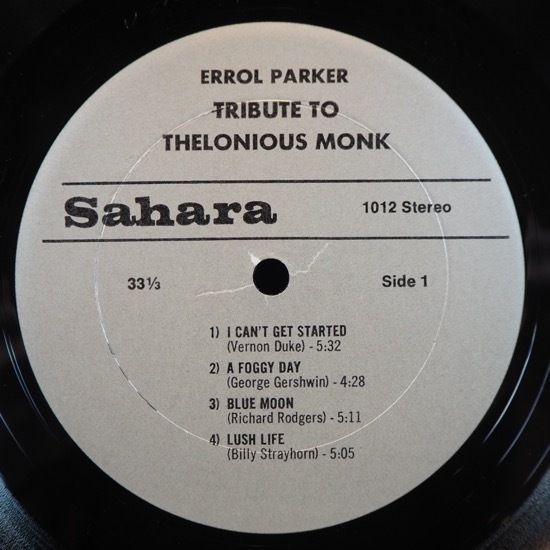 ERROL PARKER
TRIBUTE TO
THELONIOUS MONK
Sahara 1012 Stereo
33⅓ Side 1
1) I CAN'T GET STARTED
(Vernon Duke) - 5:32
2) A FOGGY DAY
(George Gershwin) - 4:28
3) BLUE MOON
(Richard Rodgers) - 5:11
4) LUSH LIFE
(Billy Strayhorn) - 5:05